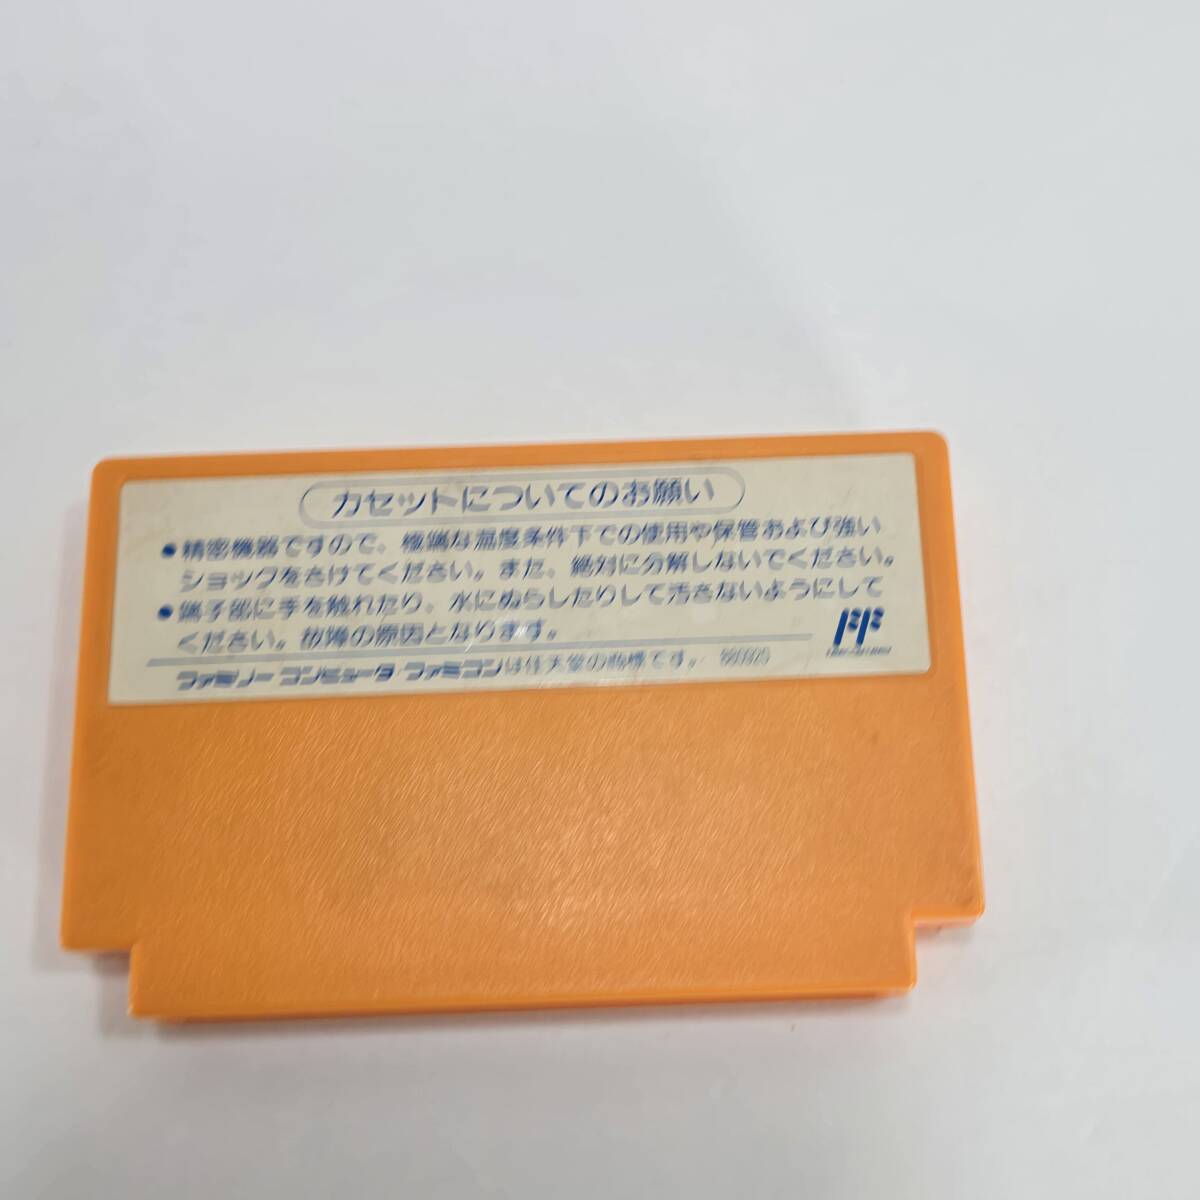 カセットについてのお願い
●精密機器ですので、極端な温度条件下での使用や保管および強い
ショックをさけてください。また、絶対に分解しないでください。
●端子部に手を触れたり、水にぬらしたりして汚さないようにして
ください。故障の原因となります。
ファミリーコンピュータ・ファミコンは任天堂の商標です。